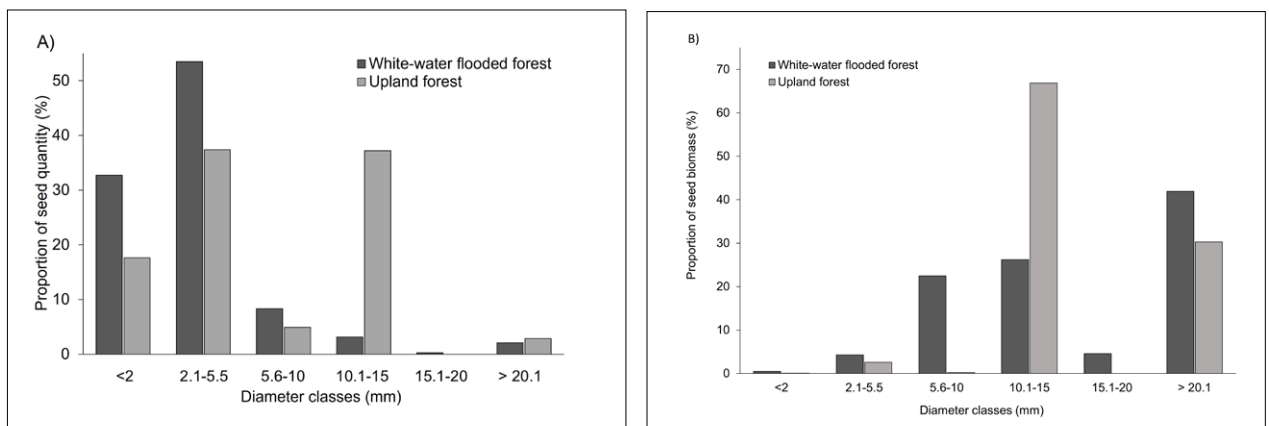 A)
White-water flooded forest
Upland forest
Proportion of seed quantity (%)
50
40
30
20
10
0
<2 2.1-5.5 5.6-10 10.1-15 15.1-20 > 20.1
Diameter classes (mm)
B)
White-water flooded forest
Upland forest
Proportion of seed biomass (%)
70
60
50
40
30
20
10
0
<2 2.1-5.5 5.6-10 10.1-15 15.1-20 > 20.1
Diameter classes (mm)